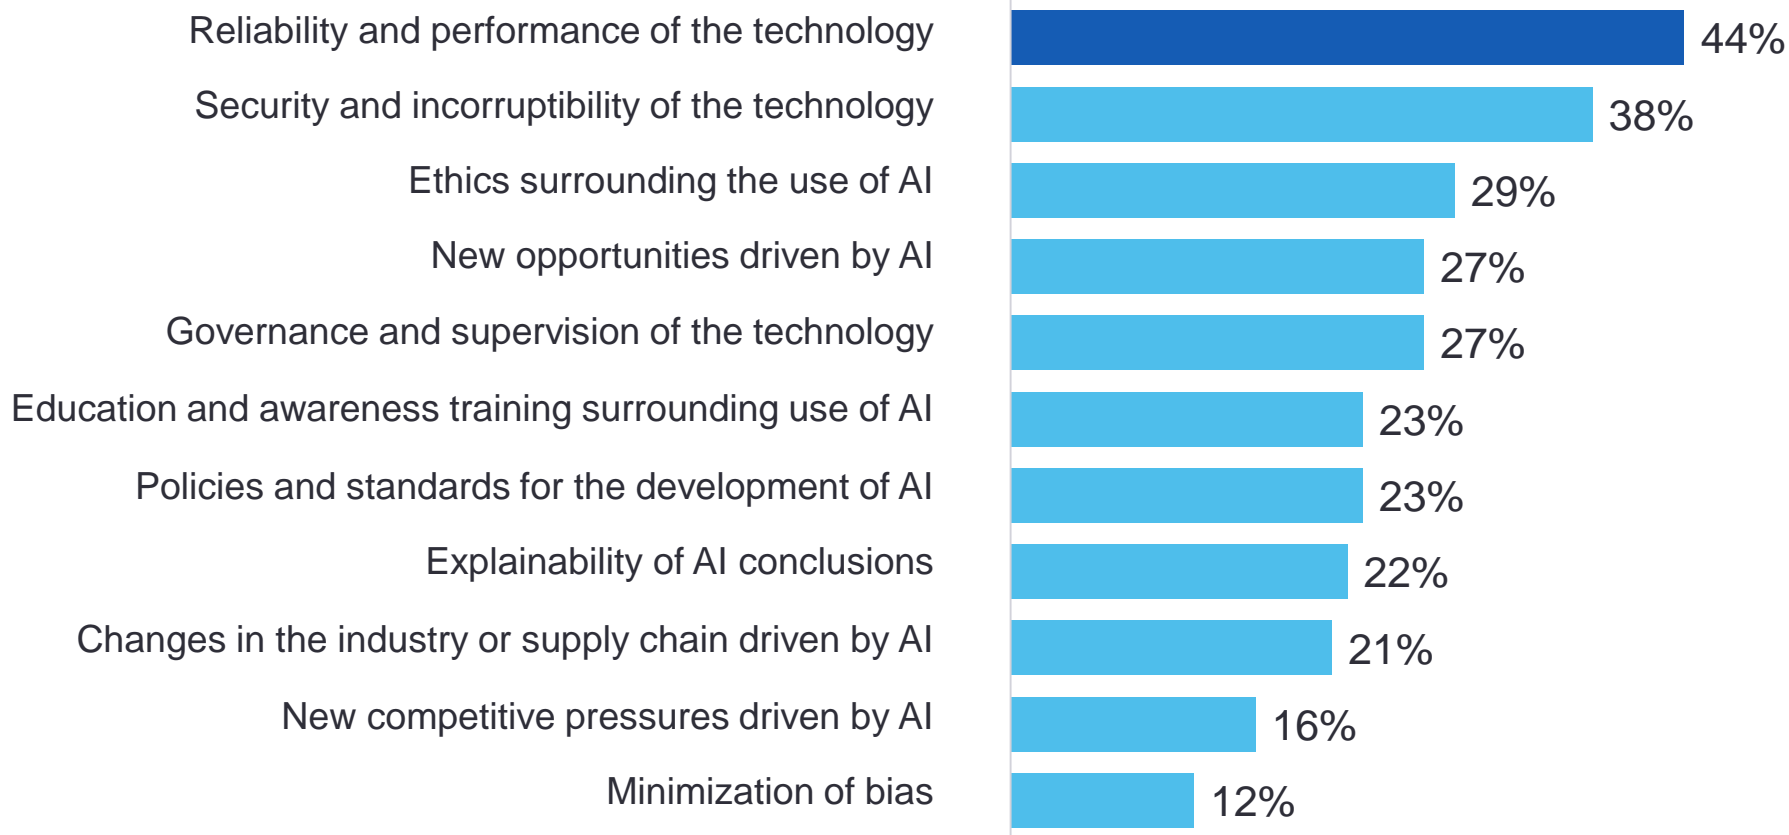 Reliability and performance of the technology 44%
Security and incorruptibility of the technology 38%
Ethics surrounding the use of AI 29%
New opportunities driven by AI 27%
Governance and supervision of the technology 27%
Education and awareness training surrounding use of AI 23%
Policies and standards for the development of AI 23%
Explainability of AI conclusions 22%
Changes in the industry or supply chain driven by AI 21%
New competitive pressures driven by AI 16%
Minimization of bias 12%